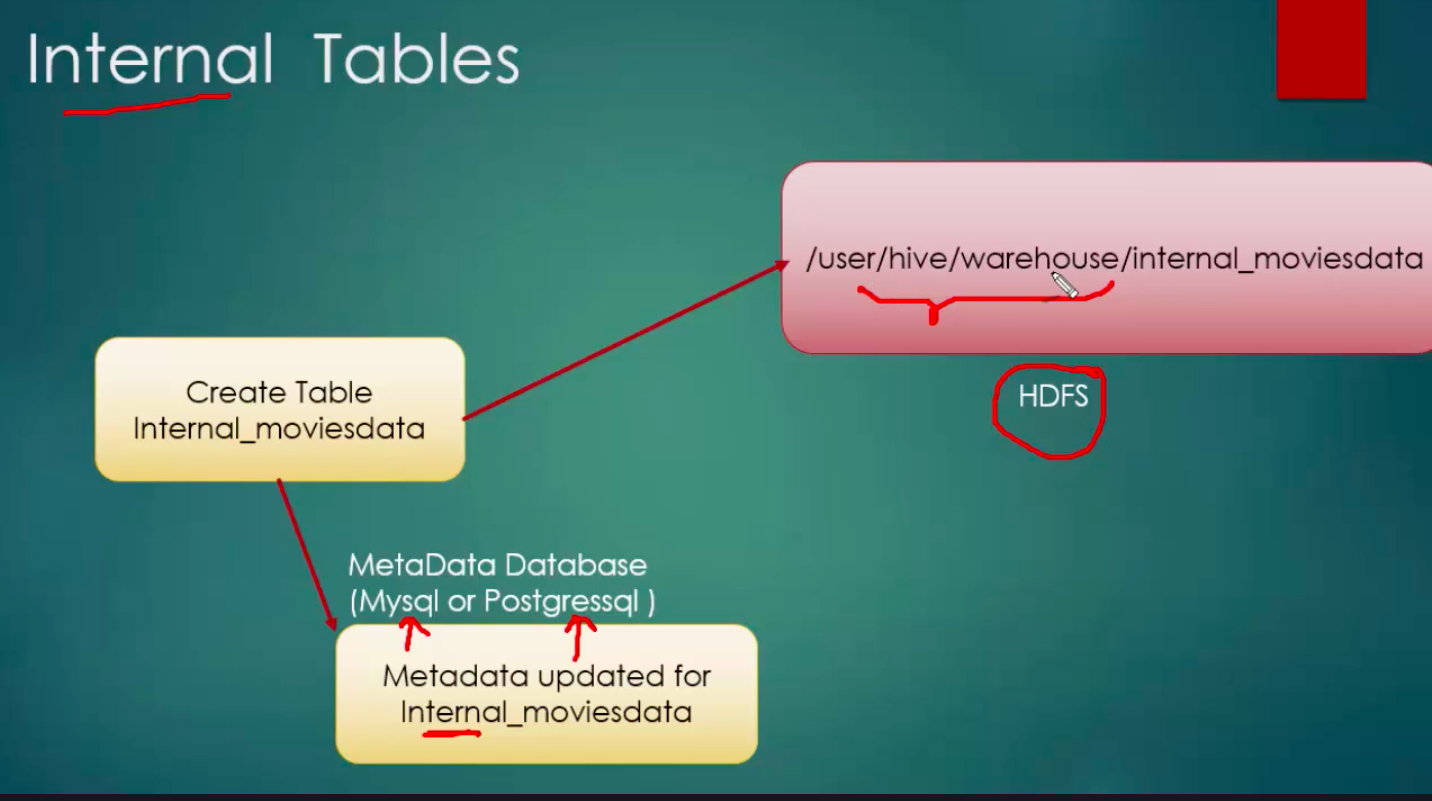 Internal Tables
/user/hive/warehouse/internal_moviesdata
HDFS
Create Table
Internal_moviesdata
MetaData Database
(Mysql or Postgressql )
Metadata updated for
Internal_moviesdata